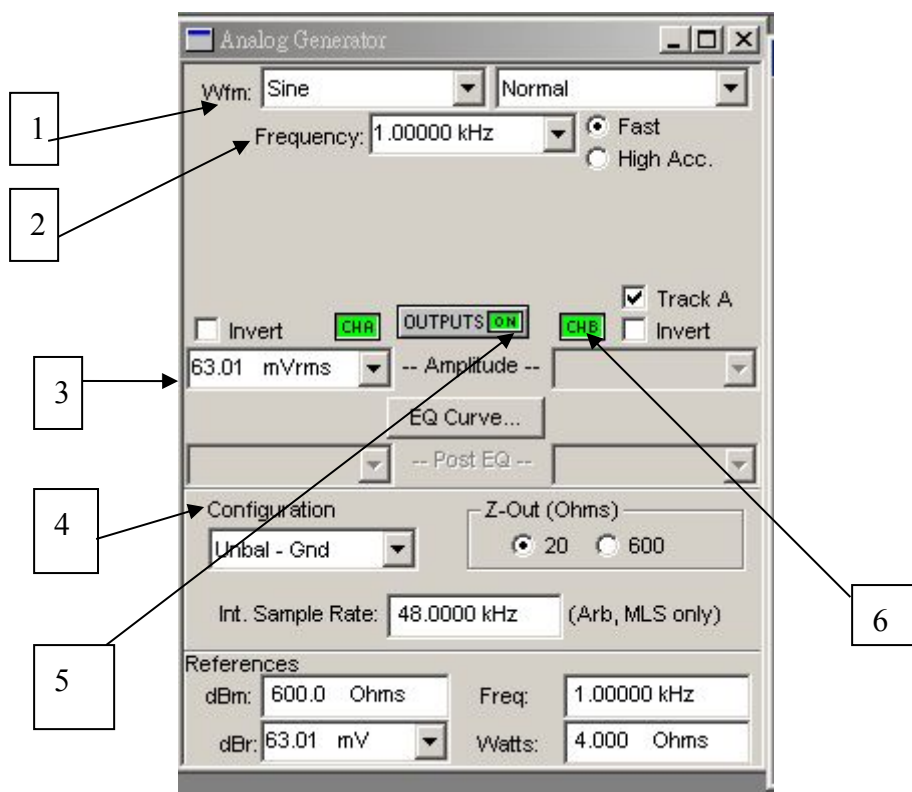 Analog Generator
Wfm: Sine Normal
1
Frequency: 1.00000 kHz Fast
High Acc.
2
Track A
Invert CHA OUTPUTS ON CHB Invert
3
63.01 mVrms -- Amplitude --
EQ Curve...
-- Post EQ --
4
Configuration Z-Out (Ohms)
Unbal - Gnd 20 600
Int. Sample Rate: 48.0000 kHz (Arb, MLS only)
6
5
References
dBm: 600.0 Ohms Freq: 1.00000 kHz
dBr: 63.01 mV Watts: 4.000 Ohms